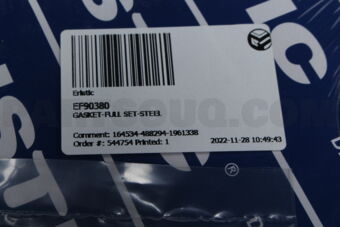 Eristic
EF90380
GASKET-FULL SET-STEEL
Comment: 164534-488294-1961338
Order #: 544754 Printed: 1
2022-11-28 10:49:43